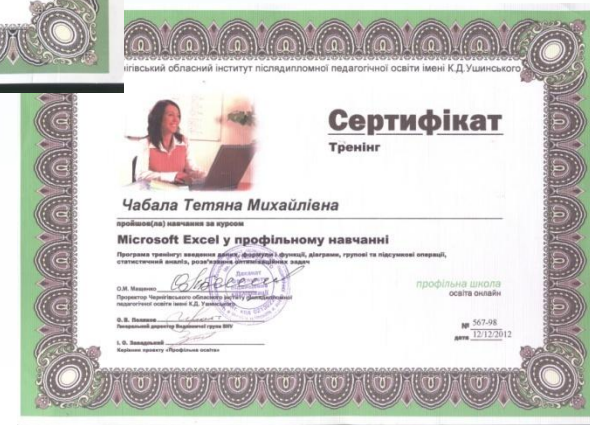 Чернігівський обласний інститут післядипломної педагогічної освіти імені К.Д.Ушинського
Сертифікат
Тренінг
Чабала Тетяна Михайлівна
пройшов(ла) навчання за курсом
Microsoft Excel у профільному навчанні
Програма тренінгу: введення даних, формули і функції, діаграми, групові та підсумкові операції,
статистичний аналіз, розв'язання оптимізаційних задач
О.М. Мащенко
Проректор Чернігівського обласного інституту післядипломної
педагогічної освіти імені К.Д. Ушинського
Генеральний директор Видавничої групи BHV
І. О. Завадський
Керівник проекту «Профільна освіта»
профільна школа
освіта онлайн
№ 567-98
дата 12/12/2012